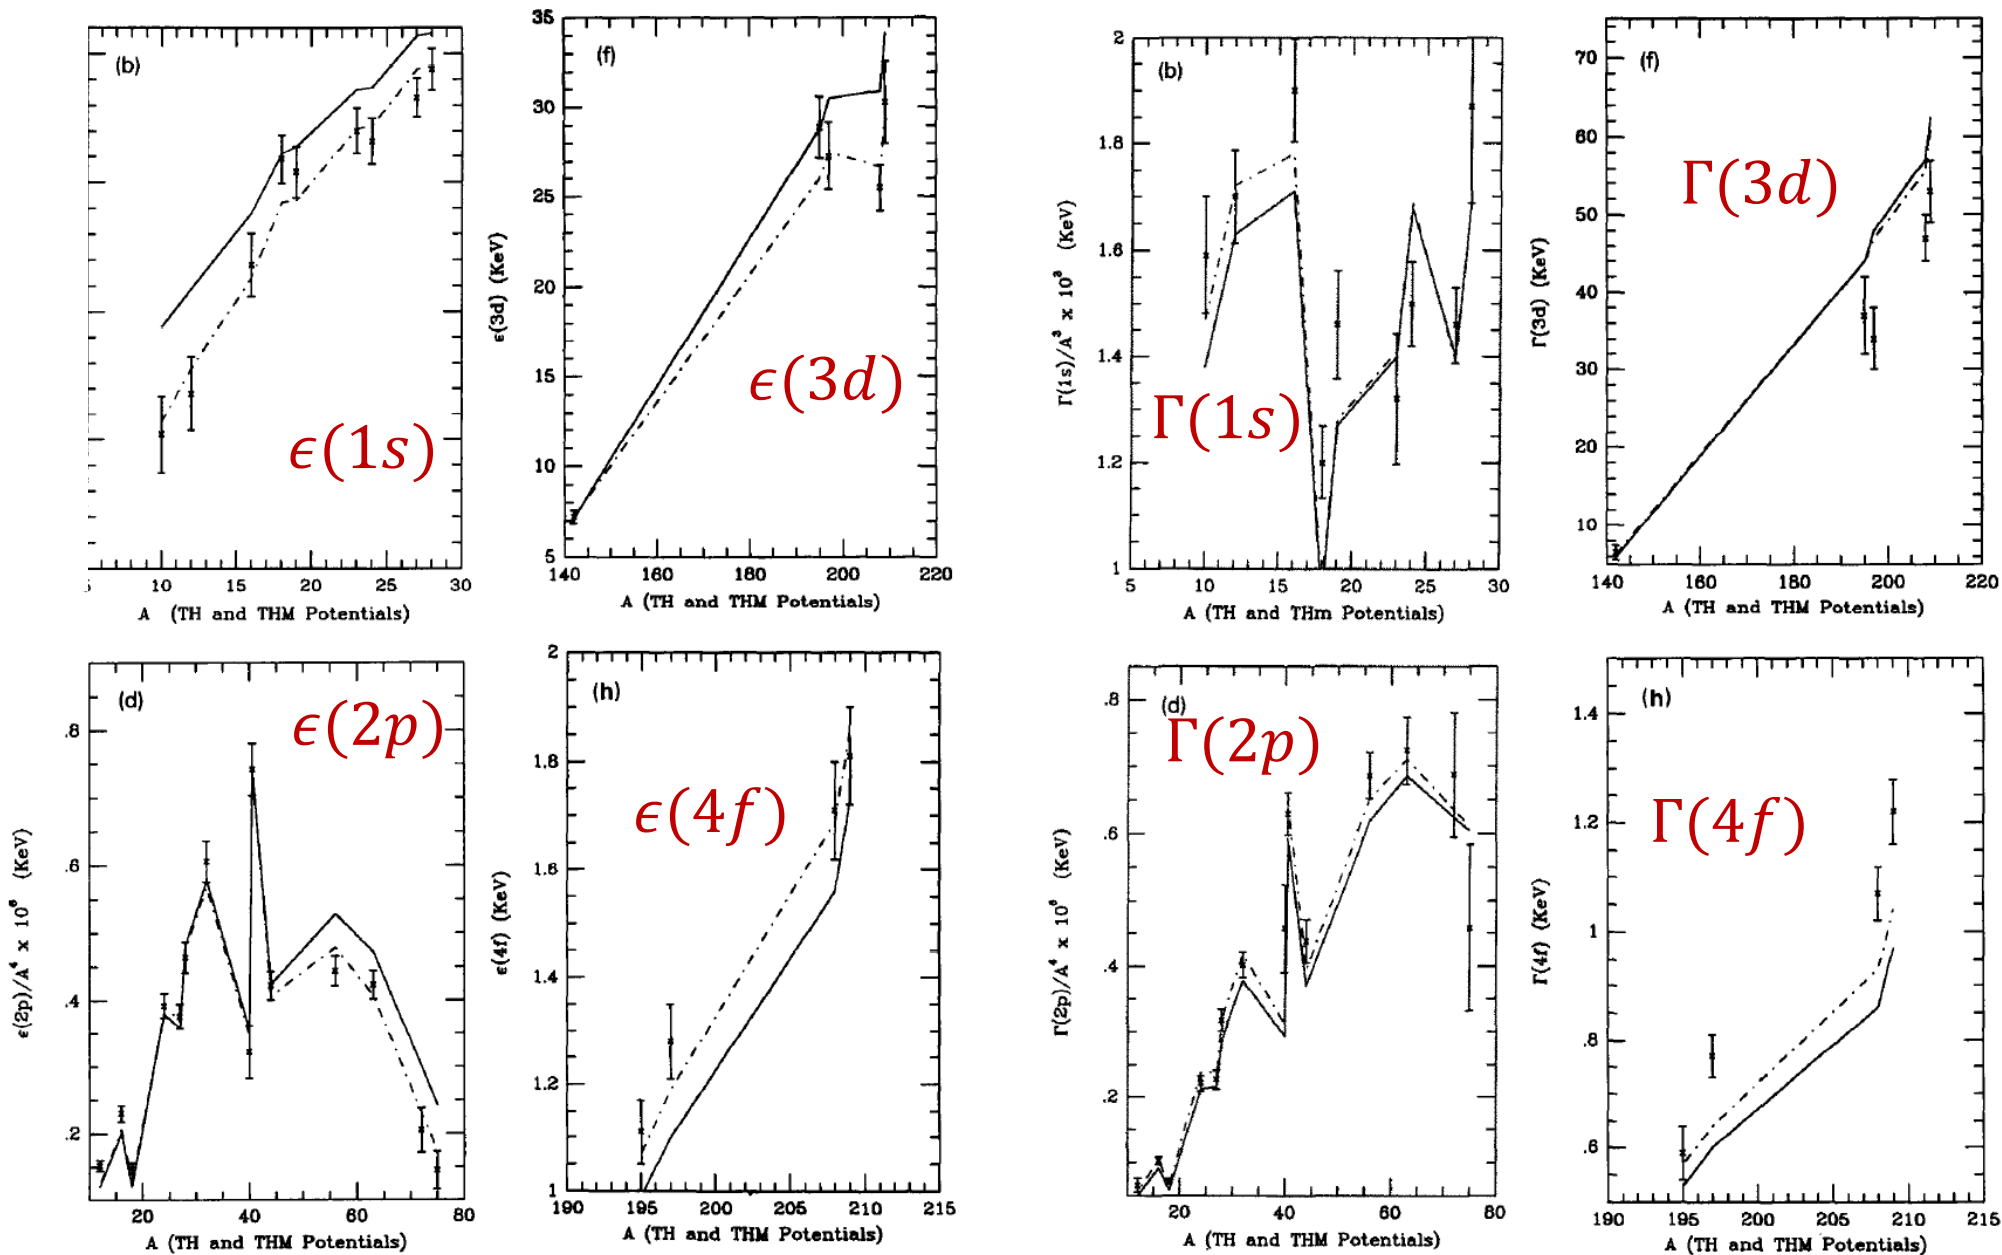 (b)
ϵ(1s)
5 10 15 20 25 30
A (TH and THM Potentials)
(f)
35
30
25
20
15
10
5
ε(3d) (KeV)
ϵ(3d)
140 160 180 200 220
A (TH and THM Potentials)
(b)
2
1.8
1.6
1.4
1.2
1
Γ(1s)/A³ x 10³ (KeV)
Γ(1s)
5 10 15 20 25 30
A (TH and THm Potentials)
(f)
70
60
50
40
30
20
10
Γ(3d) (KeV)
Γ(3d)
140 160 180 200 220
A (TH and THM Potentials)
(d)
.8
.6
.4
.2
ε(2p)/A⁴ x 10⁶ (KeV)
ϵ(2p)
20 40 60 80
A (TH and THM Potentials)
(h)
2
1.8
1.6
1.4
1.2
1
ε(4f) (KeV)
ϵ(4f)
190 195 200 205 210 215
A (TH and THM Potentials)
(d)
.8
.6
.4
.2
Γ(2p)/A⁴ x 10⁶ (KeV)
Γ(2p)
20 40 60 80
A (TH and THM Potentials)
(h)
1.4
1.2
1
.8
.6
Γ(4f) (KeV)
Γ(4f)
190 195 200 205 210 215
A (TH and THM Potentials)